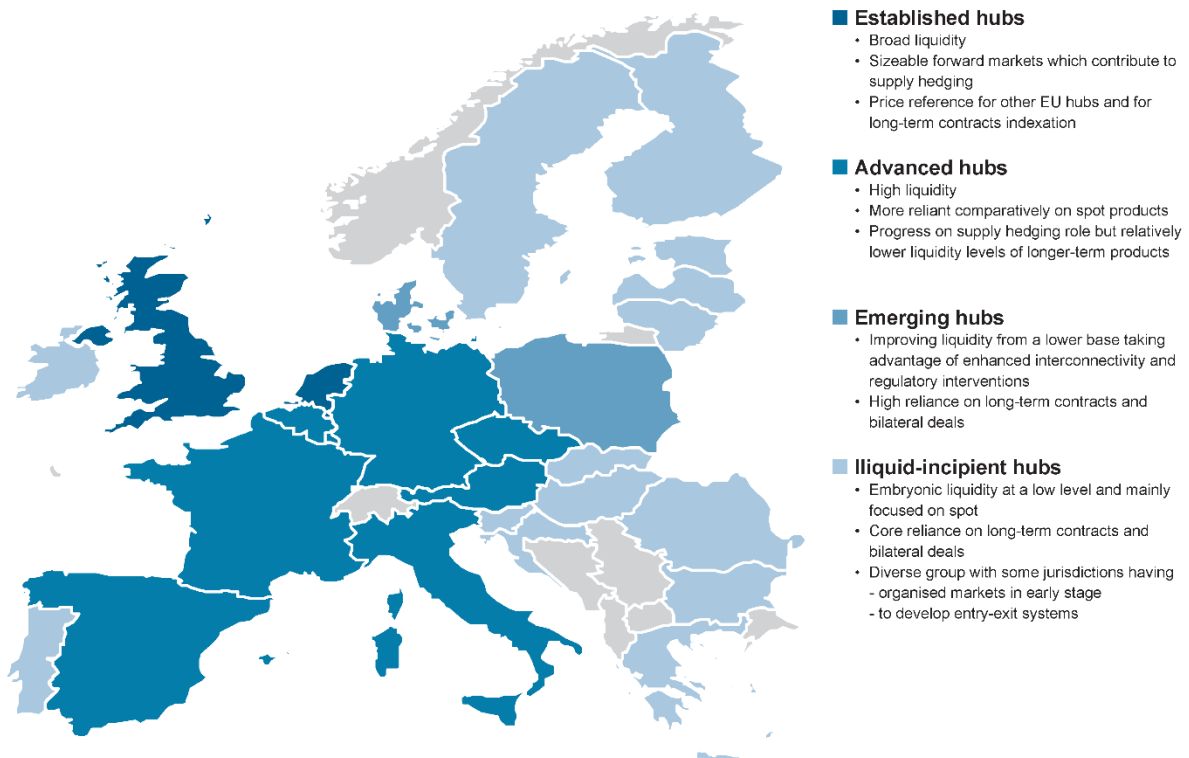 Established hubs
• Broad liquidity
• Sizeable forward markets which contribute to
supply hedging
• Price reference for other EU hubs and for
long-term contracts indexation
Advanced hubs
• High liquidity
• More reliant comparatively on spot products
• Progress on supply hedging role but relatively
lower liquidity levels of longer-term products
Emerging hubs
• Improving liquidity from a lower base taking
advantage of enhanced interconnectivity and
regulatory interventions
• High reliance on long-term contracts and
bilateral deals
Iliquid-incipient hubs
• Embryonic liquidity at a low level and mainly
focused on spot
• Core reliance on long-term contracts and
bilateral deals
• Diverse group with some jurisdictions having
- organised markets in early stage
- to develop entry-exit systems